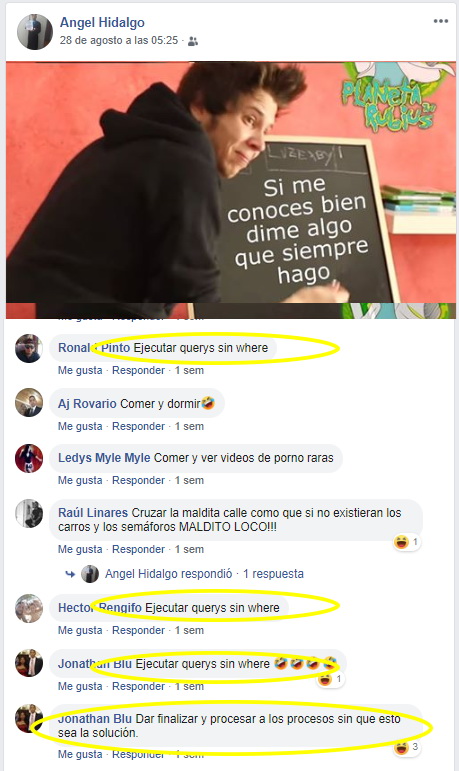 Angel Hidalgo
28 de agosto a las 05:25 ·
PLANETA
RUBIUS
LVZEXBY
Si me
conoces bien
dime algo
que siempre
hago
Me gusta · Responder · 1 sem
Ronald Pinto Ejecutar querys sin where
Me gusta · Responder · 1 sem
Aj Rovario Comer y dormir🤣
Me gusta · Responder · 1 sem
Ledys Myle Myle Comer y ver videos de porno raras
Me gusta · Responder · 1 sem
Raúl Linares Cruzar la maldita calle como que si no existieran los
carros y los semáforos MALDITO LOCO!!!
1
Me gusta · Responder · 1 sem
Angel Hidalgo respondió · 1 respuesta
Hector Rengifo Ejecutar querys sin where
Me gusta · Responder · 1 sem
Jonathan Blu Ejecutar querys sin where 🤣🤣🤣🤣
1
Me gusta · Responder · 1 sem
Jonathan Blu Dar finalizar y procesar a los procesos sin que esto
sea la solución.
3
Me gusta · Responder · 1 sem